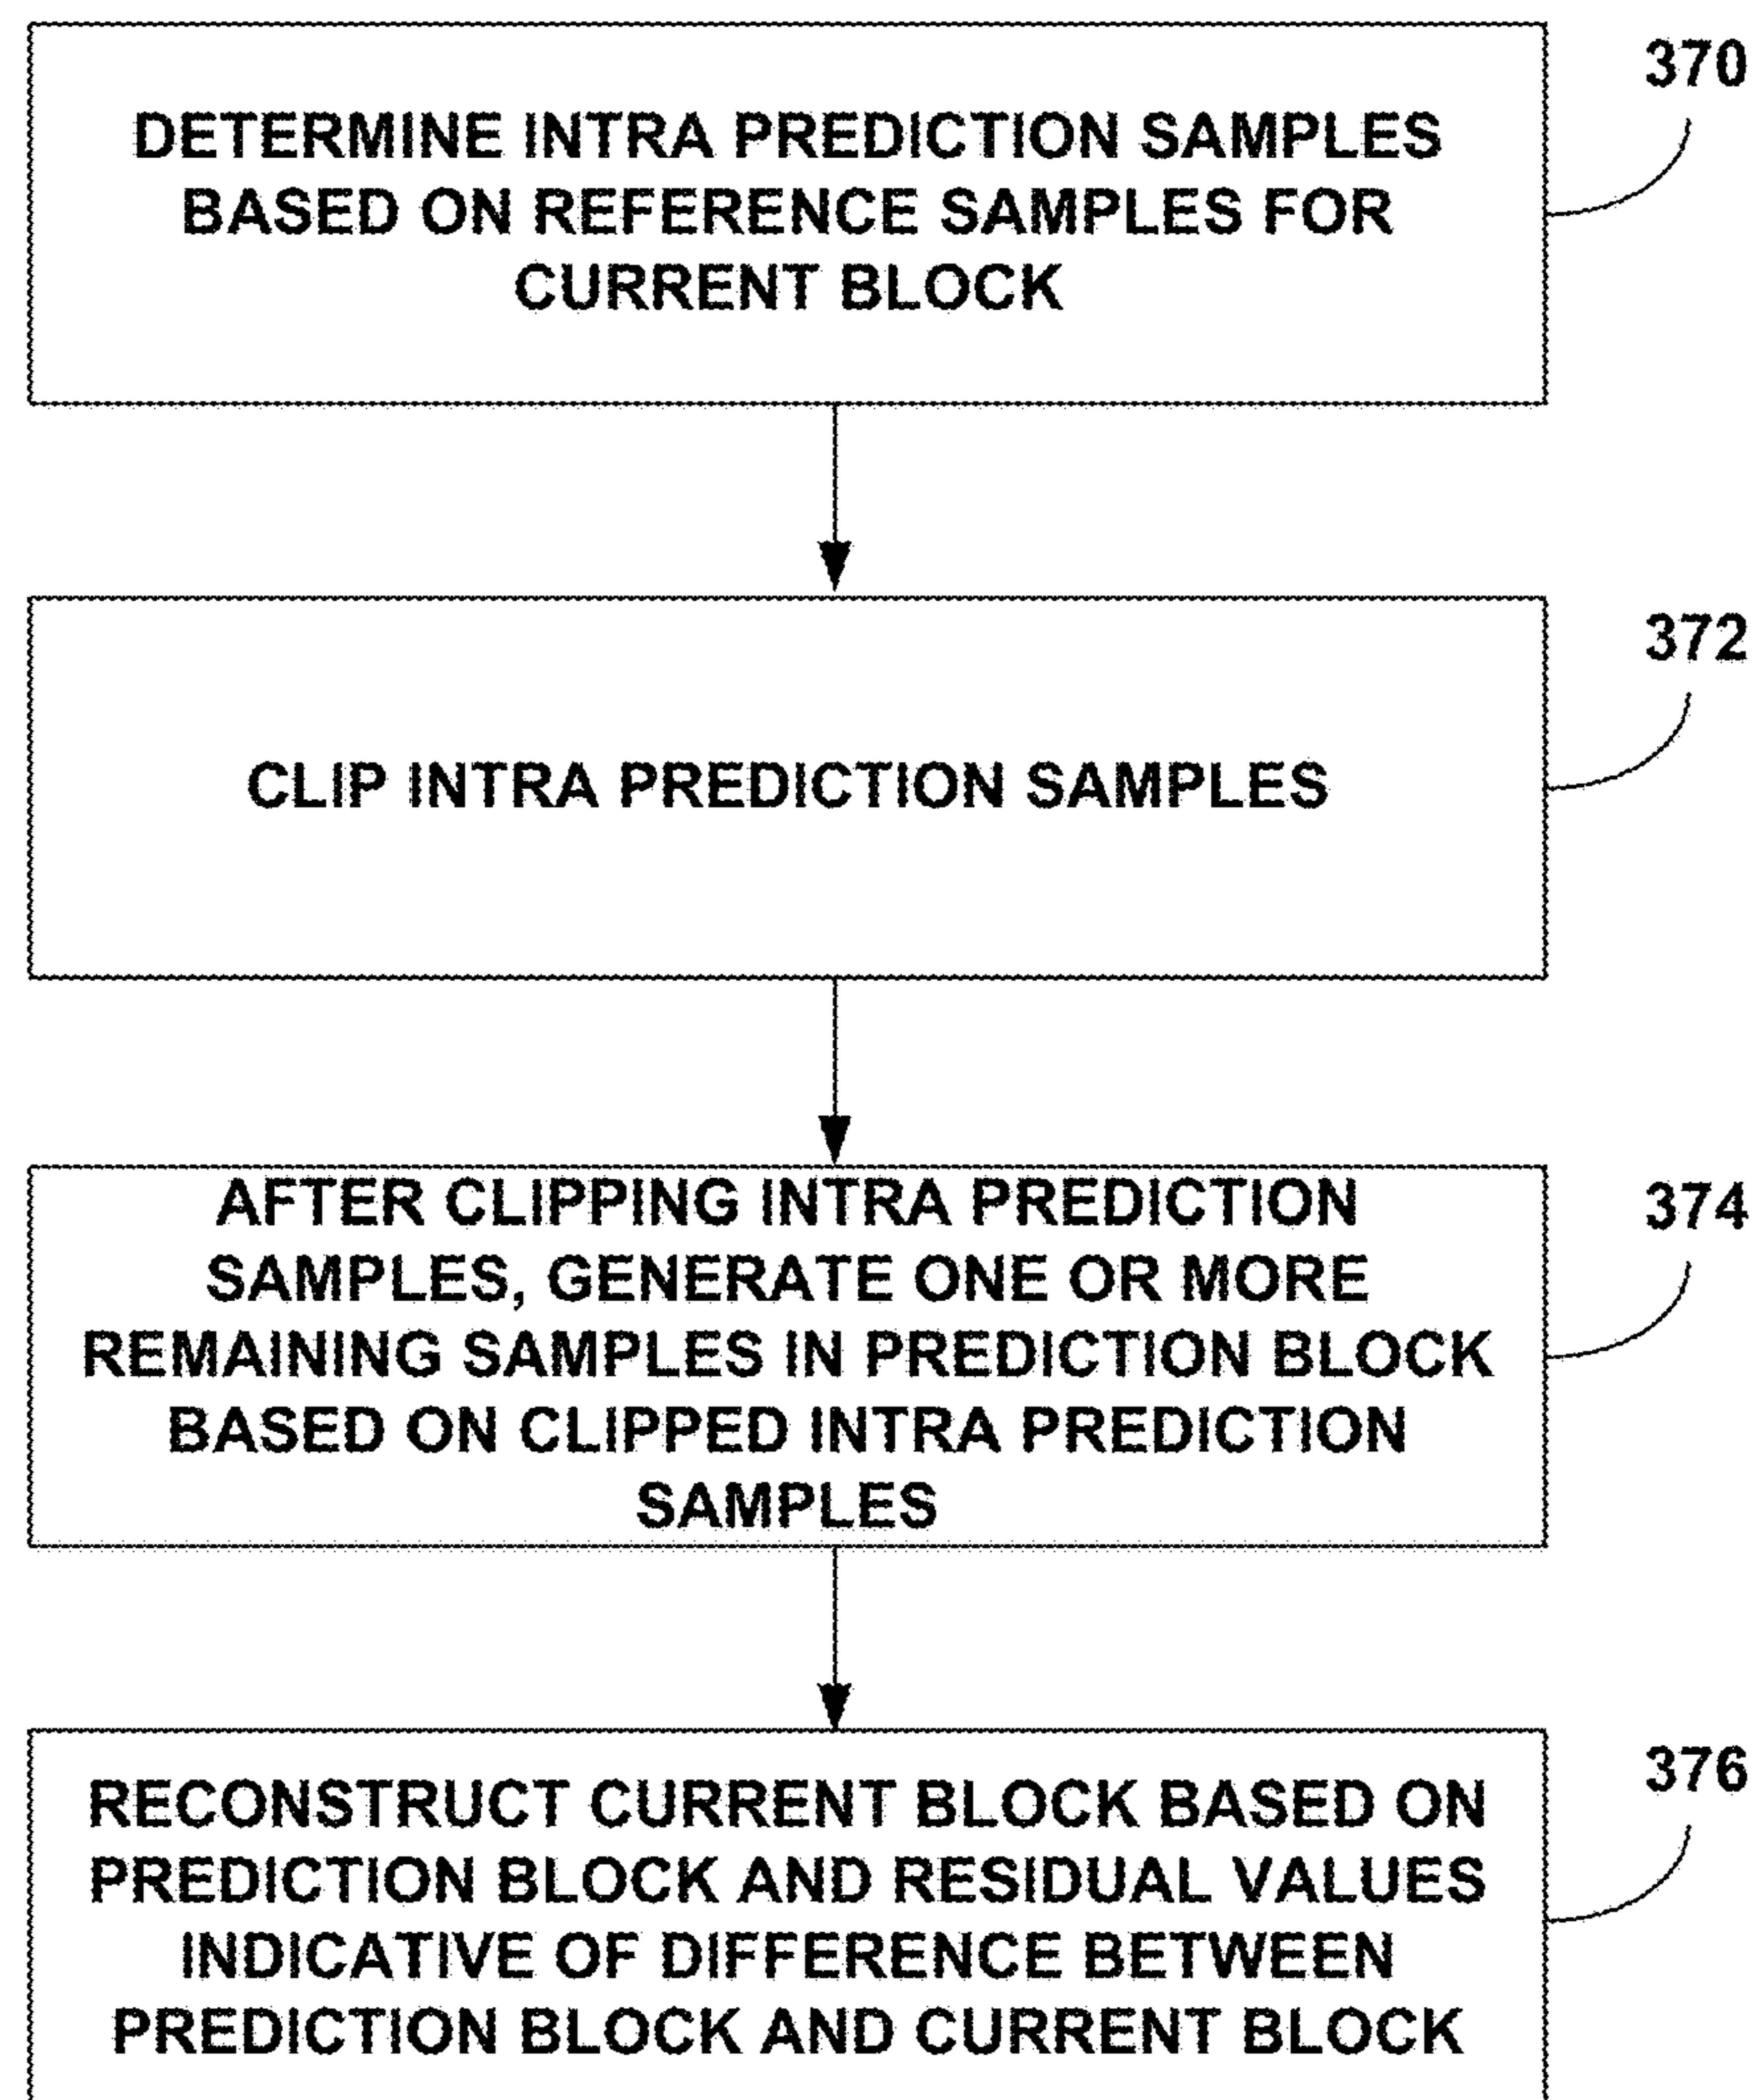 370
DETERMINE INTRA PREDICTION SAMPLES
BASED ON REFERENCE SAMPLES FOR
CURRENT BLOCK
372
CLIP INTRA PREDICTION SAMPLES
374
AFTER CLIPPING INTRA PREDICTION
SAMPLES, GENERATE ONE OR MORE
REMAINING SAMPLES IN PREDICTION BLOCK
BASED ON CLIPPED INTRA PREDICTION
SAMPLES
376
RECONSTRUCT CURRENT BLOCK BASED ON
PREDICTION BLOCK AND RESIDUAL VALUES
INDICATIVE OF DIFFERENCE BETWEEN
PREDICTION BLOCK AND CURRENT BLOCK